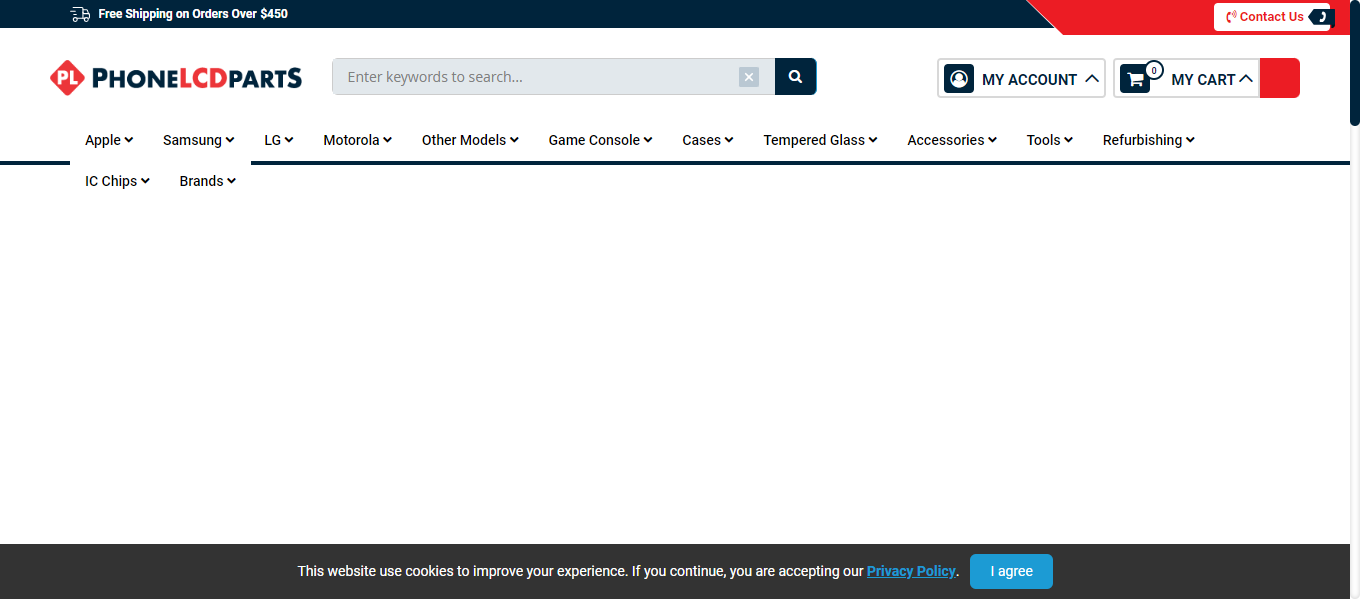 Free Shipping on Orders Over $450
Contact Us
PL PHONELCDPARTS
Enter keywords to search...
MY ACCOUNT
0
MY CART
Apple Samsung LG Motorola Other Models Game Console Cases Tempered Glass Accessories Tools Refurbishing
IC Chips Brands
This website use cookies to improve your experience. If you continue, you are accepting our Privacy Policy.
I agree